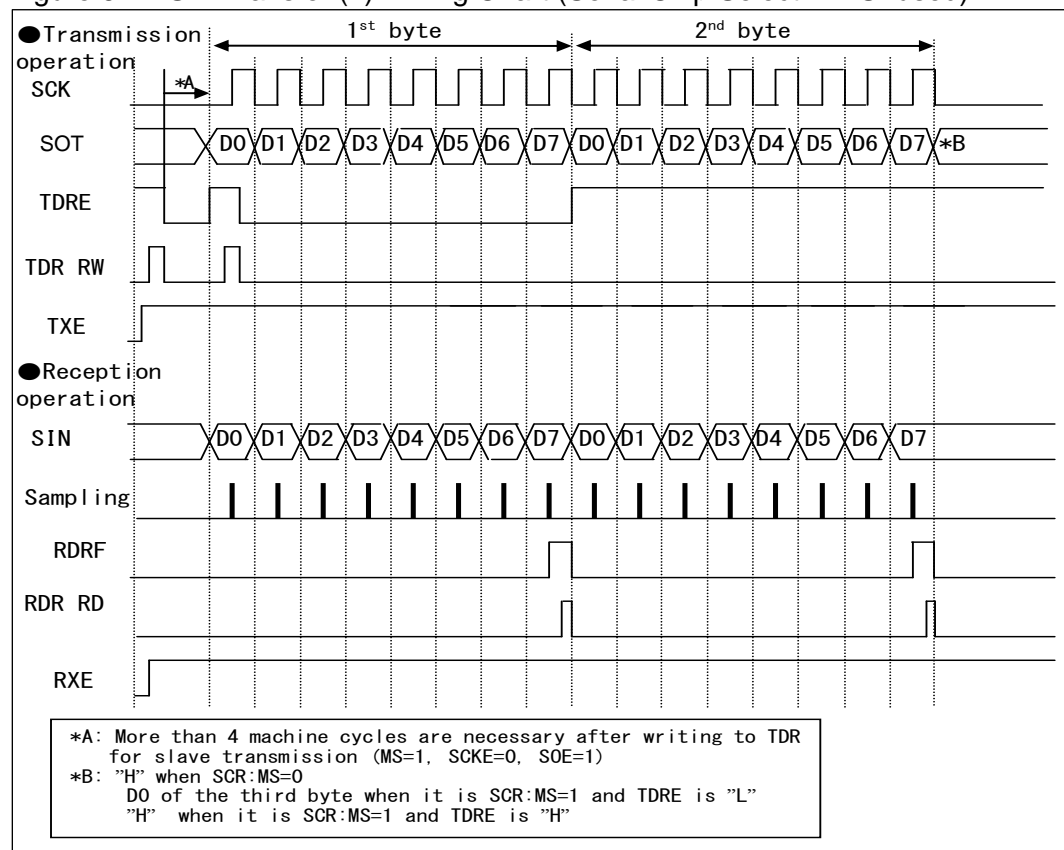 ●Transmission operation
1st byte
2nd byte
SCK
*A
SOT
D0 D1 D2 D3 D4 D5 D6 D7 D0 D1 D2 D3 D4 D5 D6 D7 *B
TDRE
TDR RW
TXE
●Reception operation
SIN
D0 D1 D2 D3 D4 D5 D6 D7 D0 D1 D2 D3 D4 D5 D6 D7
Sampling
RDRF
RDR RD
RXE
*A: More than 4 machine cycles are necessary after writing to TDR
for slave transmission (MS=1, SCKE=0, SOE=1)
*B: ”H” when SCR:MS=0
D0 of the third byte when it is SCR:MS=1 and TDRE is ”L”
”H” when it is SCR:MS=1 and TDRE is ”H”